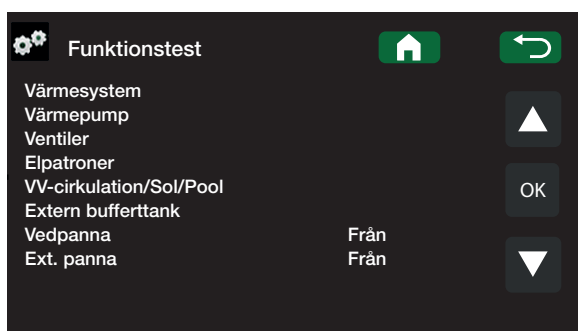 Funktionstest
Värmesystem
Värmepump
Ventiler
Elpatroner
VV-cirkulation/Sol/Pool
OK
Extern bufferttank
Vedpanna Från
Ext. panna Från